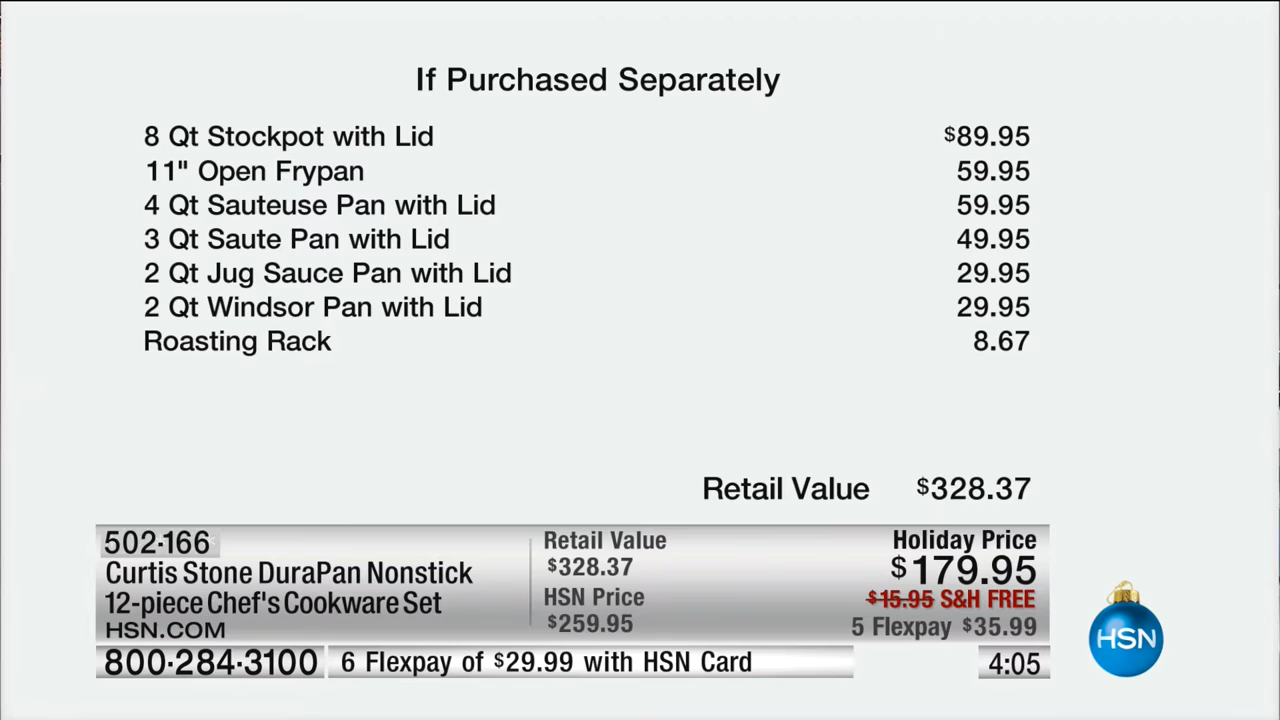 If Purchased Separately
8 Qt Stockpot with Lid $89.95
11" Open Frypan 59.95
4 Qt Sauteuse Pan with Lid 59.95
3 Qt Saute Pan with Lid 49.95
2 Qt Jug Sauce Pan with Lid 29.95
2 Qt Windsor Pan with Lid 29.95
Roasting Rack 8.67
Retail Value $328.37
502-166
Curtis Stone DuraPan Nonstick
12-piece Chef's Cookware Set
HSN.COM
Retail Value
$328.37
HSN Price
$259.95
Holiday Price
$179.95
$15.95 S&H FREE
5 Flexpay $35.99
HSN
800-284-3100 6 Flexpay of $29.99 with HSN Card 4:05